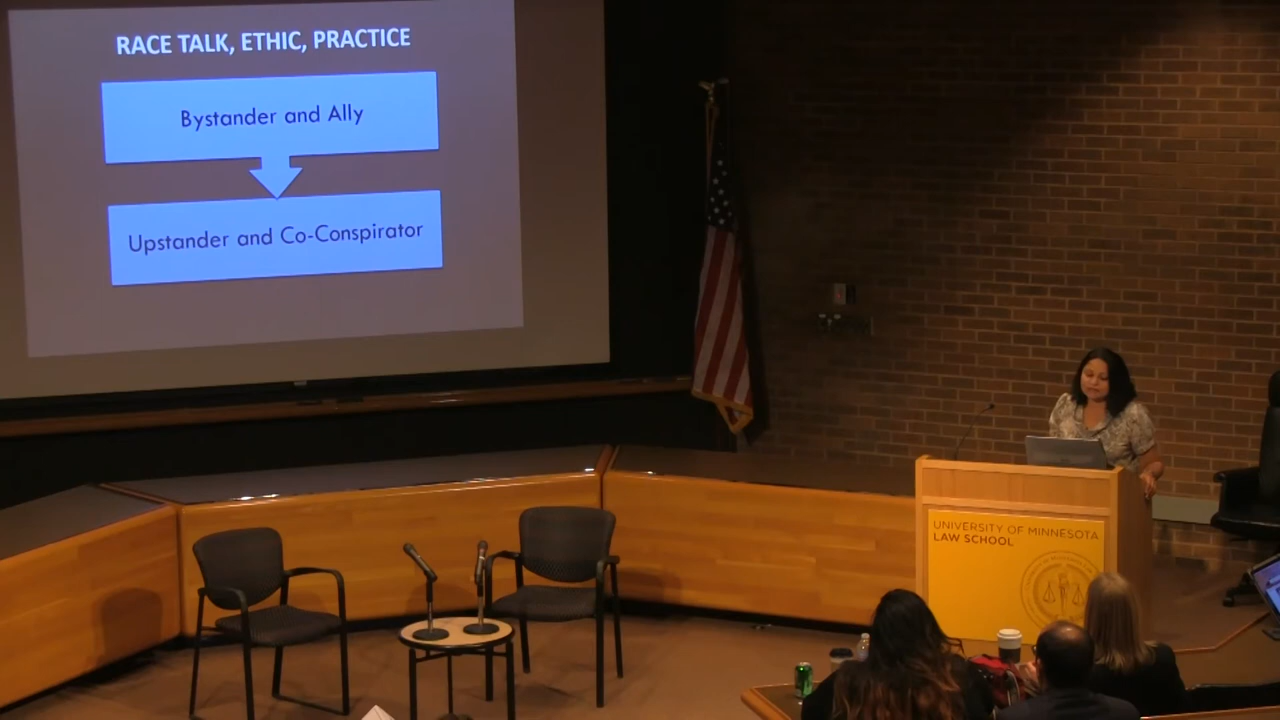 RACE TALK, ETHIC, PRACTICE
Bystander and Ally
Upstander and Co-Conspirator
UNIVERSITY OF MINNESOTA
LAW SCHOOL